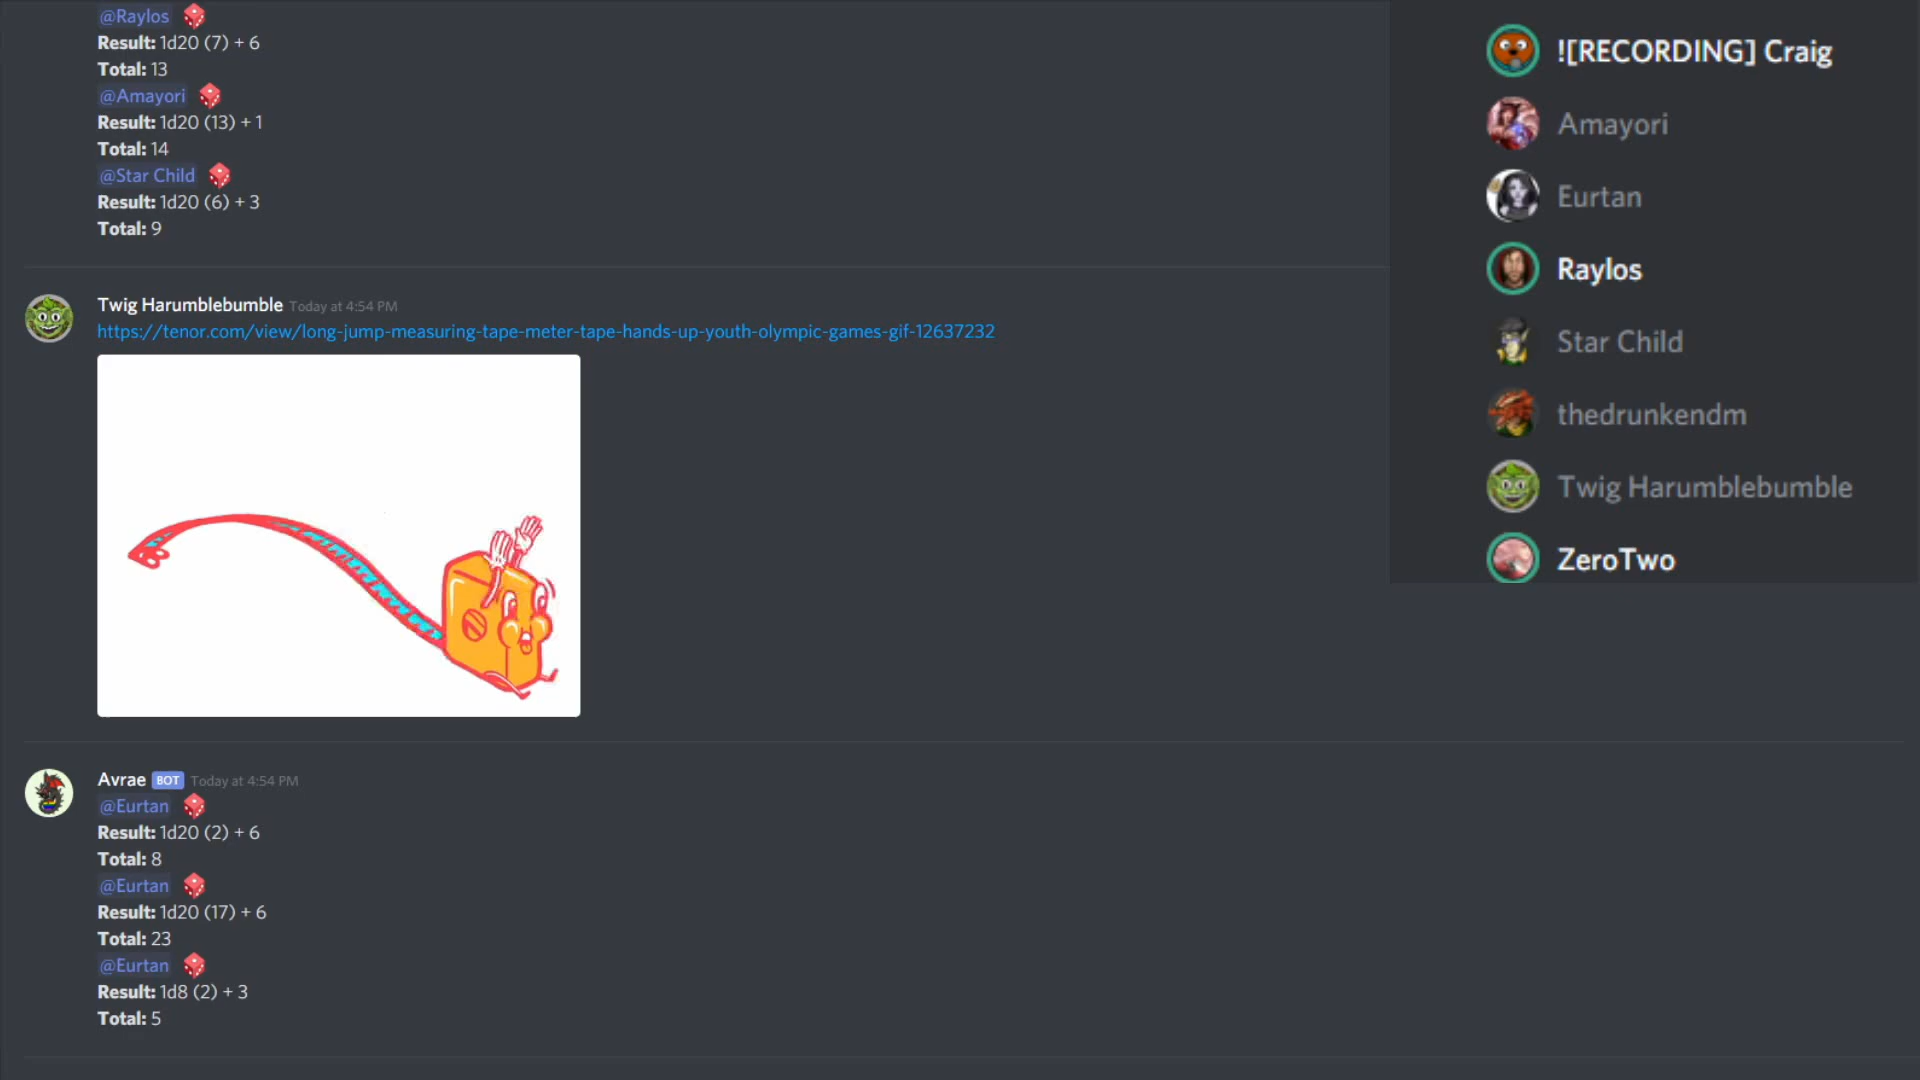 @Raylos
Result: 1d20 (7) + 6
Total: 13
@Amayori
Result: 1d20 (13) + 1
Total: 14
@Star Child
Result: 1d20 (6) + 3
Total: 9
Twig Harumblebumble Today at 4:54 PM
https://tenor.com/view/long-jump-measuring-tape-meter-tape-hands-up-youth-olympic-games-gif-12637232
Avrae BOT Today at 4:54 PM
@Eurtan
Result: 1d20 (2) + 6
Total: 8
@Eurtan
Result: 1d20 (17) + 6
Total: 23
@Eurtan
Result: 1d8 (2) + 3
Total: 5
![RECORDING] Craig
Amayori
Eurtan
Raylos
Star Child
thedrunkendm
Twig Harumblebumble
ZeroTwo